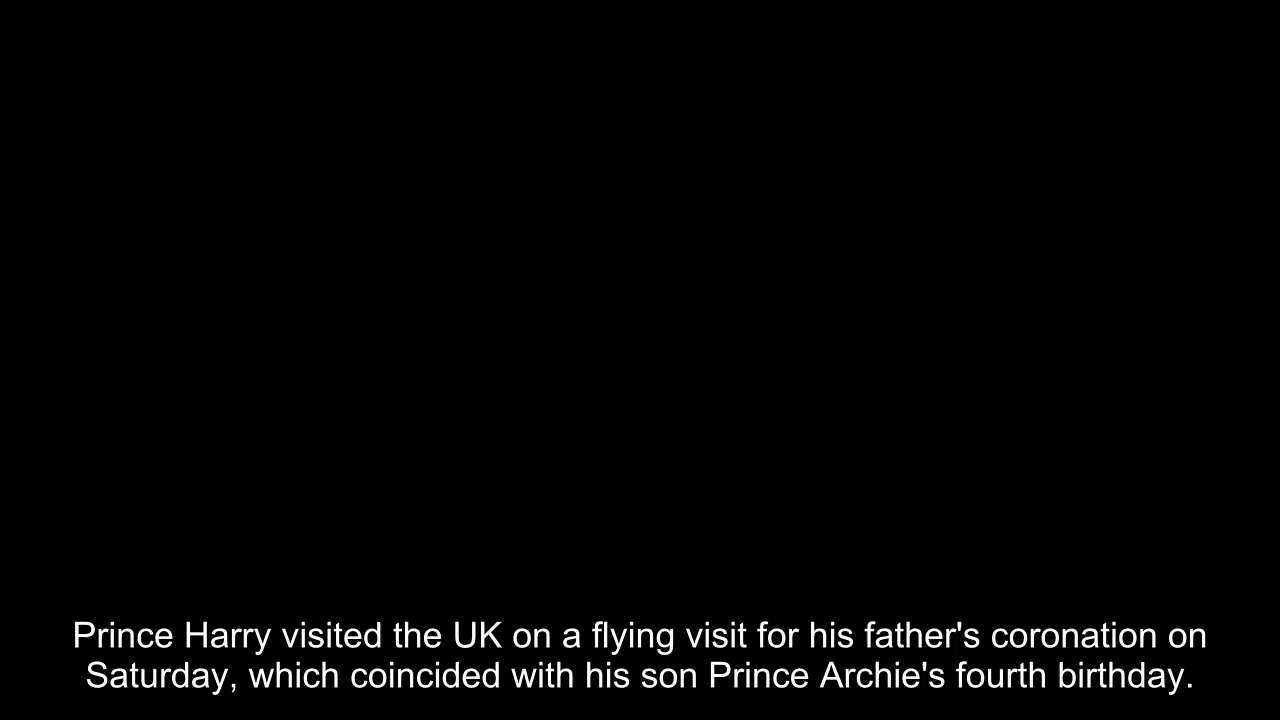 Prince Harry visited the UK on a flying visit for his father's coronation on
Saturday, which coincided with his son Prince Archie's fourth birthday.